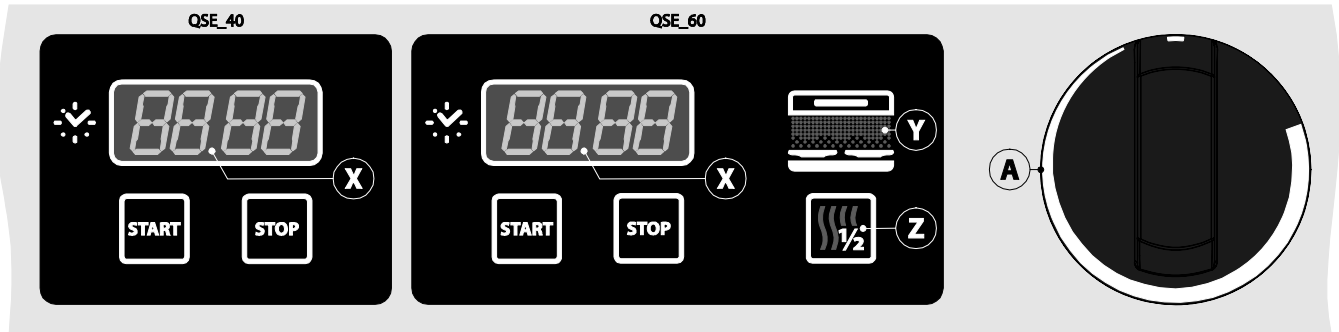 QSE_40
QSE_60
88:88
X
START
STOP
88:88
X
START
STOP
Y
½
Z
A